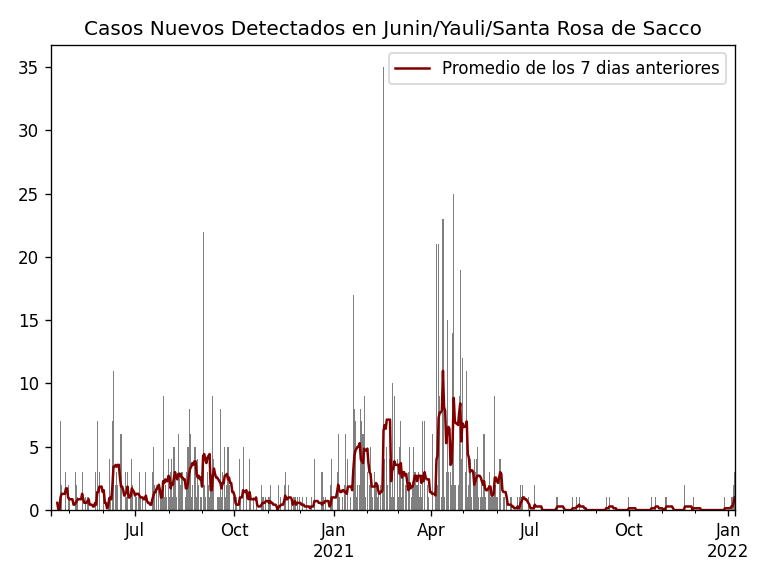 Casos Nuevos Detectados en Junin/Yauli/Santa Rosa de Sacco
Promedio de los 7 dias anteriores
35
30
25
20
15
10
5
0
Jul
Oct
Jan
2021
Apr
Jul
Oct
Jan
2022